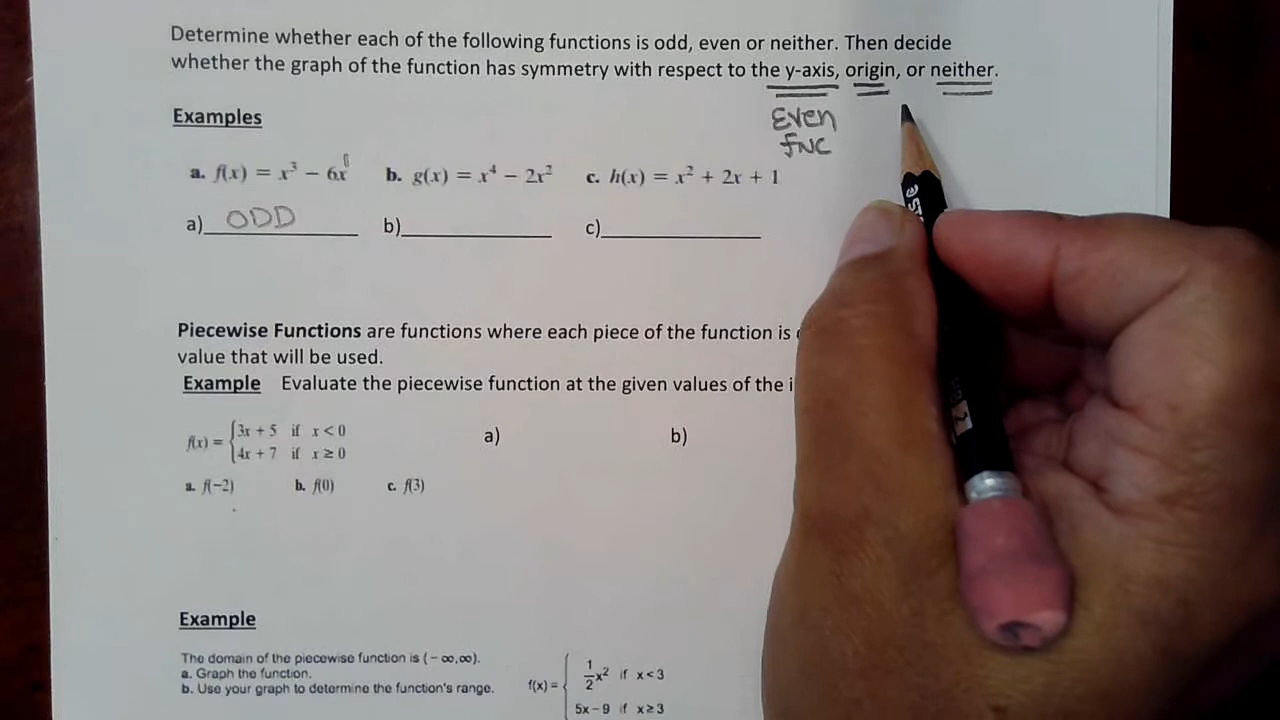 Determine whether each of the following functions is odd, even or neither. Then decide
whether the graph of the function has symmetry with respect to the y-axis, origin, or neither.
Examples
Even
fnc
a. f(x) = x³ − 6x b. g(x) = x⁴ − 2x² c. h(x) = x² + 2x + 1
a) ODD b) c)
Piecewise Functions are functions where each piece of the function is
value that will be used.
Example Evaluate the piecewise function at the given values of the
f(x) = { 3x + 5 if x < 0
4x + 7 if x ≥ 0
a) b)
a. f(−2) b. f(0) c. f(3)
Example
The domain of the piecewise function is (−∞,∞).
a. Graph the function.
b. Use your graph to determine the function's range.
f(x) = { 1/2 x² if x < 3
5x − 9 if x ≥ 3